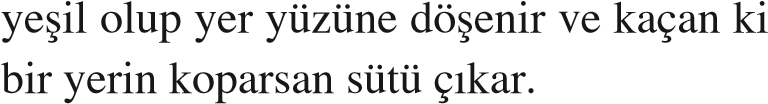 yeşil olup yer yüzüne döşenir ve kaçan ki
bir yerin koparsan sütü çıkar.